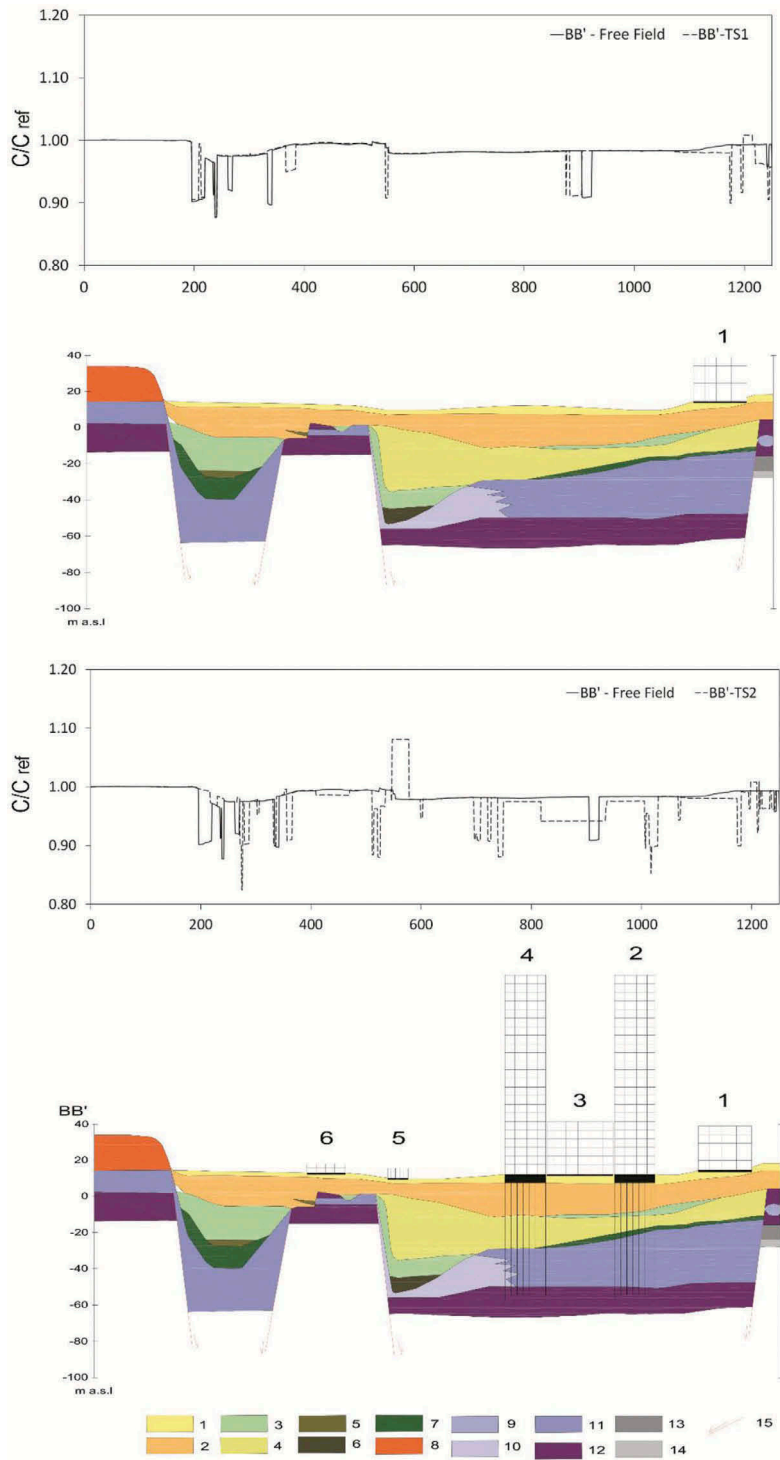 1.20
BB' - Free Field BB'-TS1
1.10
1.00
0.90
0.80
C/C ref
0 200 400 600 800 1000 1200
1
40
20
0
-20
-40
-60
-80
-100
m a.s.l
1.20
BB' - Free Field BB'-TS2
1.10
1.00
0.90
0.80
C/C ref
0 200 400 600 800 1000 1200
4 2
3
BB' 6 5 1
40
20
0
-20
-40
-60
-80
-100
m a.s.l
1 3 5 7 9 11 13 15
2 4 6 8 10 12 14